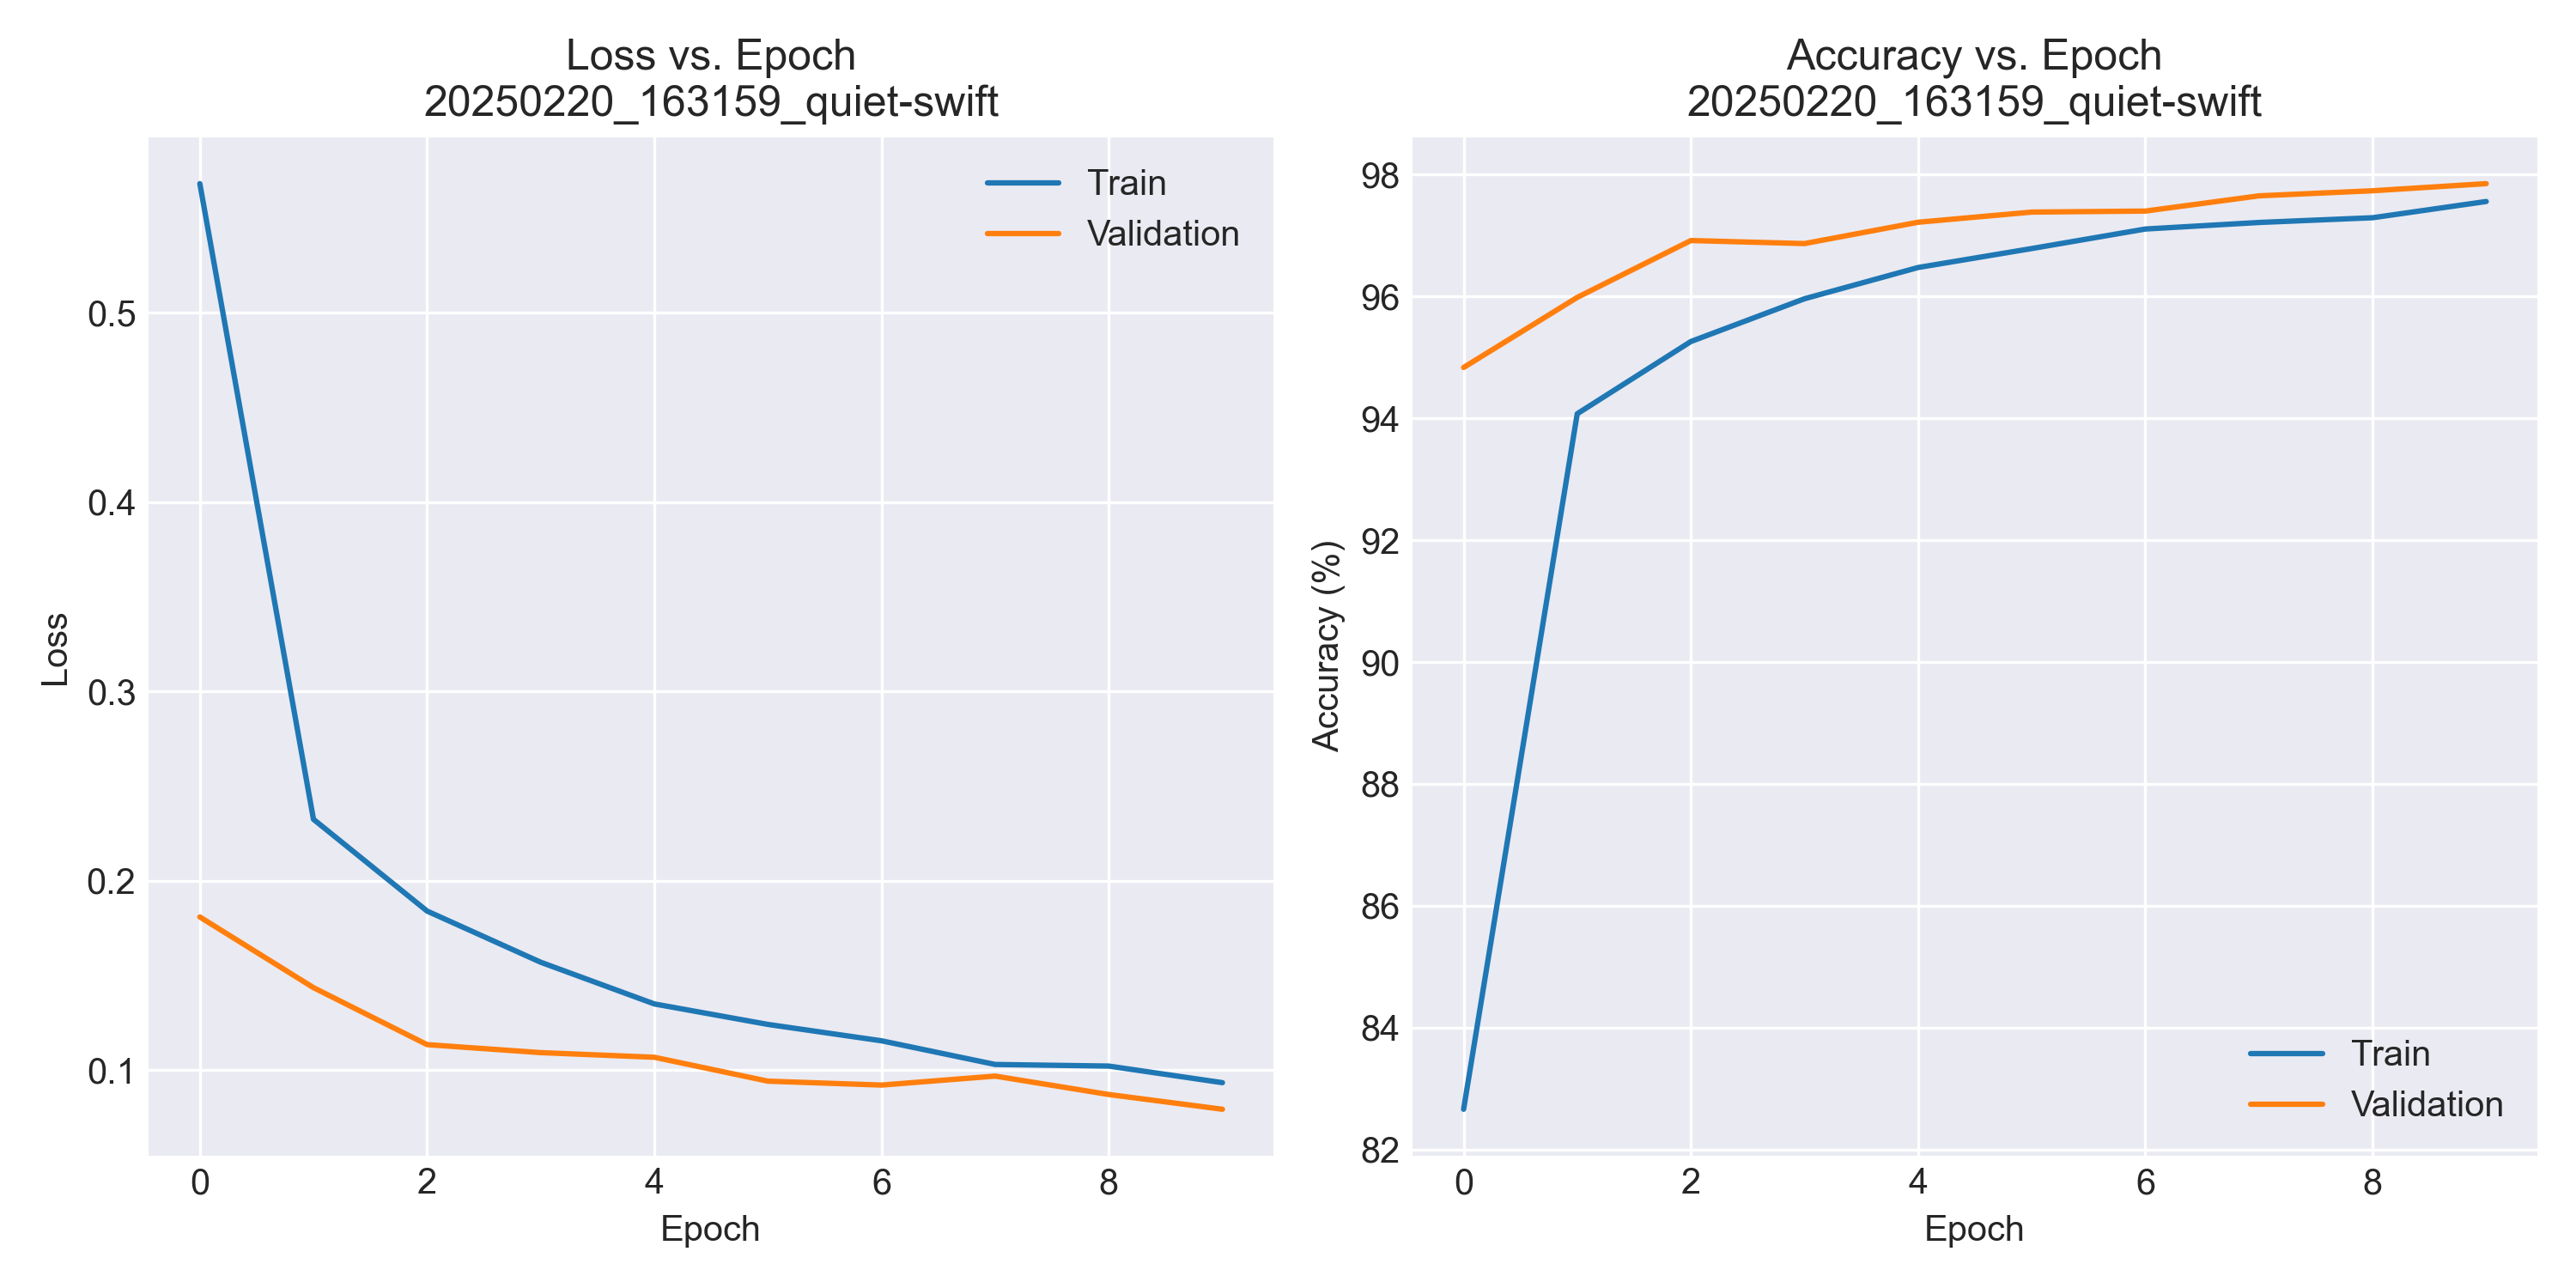 Loss vs. Epoch
20250220_163159_quiet-swift
Train
Validation
0.5
0.4
0.3
0.2
0.1
Loss
0 2 4 6 8
Epoch
Accuracy vs. Epoch
20250220_163159_quiet-swift
98
96
94
92
90
88
86
84
82
Accuracy (%)
Train
Validation
0 2 4 6 8
Epoch